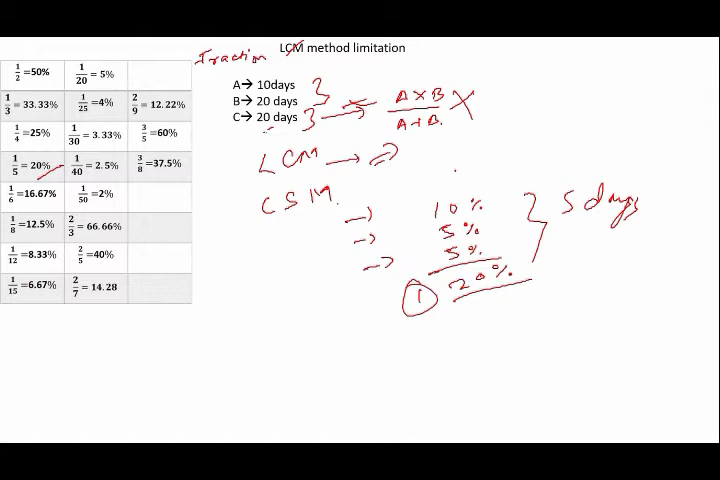 Fraction LCM method limitation
1/2 =50% 1/20 = 5%
1/3 = 33.33% 1/25 =4% 2/9 = 12.22%
1/4 =25% 1/30 = 3.33% 3/5 =60%
1/5 = 20% 1/40 = 2.5% 3/8 =37.5%
1/6 =16.67% 1/50 =2%
1/8 = 12.5% 2/3 = 66.66%
1/12 =8.33% 2/5 =40%
1/15 =6.67% 2/7 = 14.28
A→ 10days
B→ 20 days
C→ 20 days
3 → A×B/A+B. X
LCM →
CSM.
→ 10%
→ 5%
→ 5%
① 20%
5 days